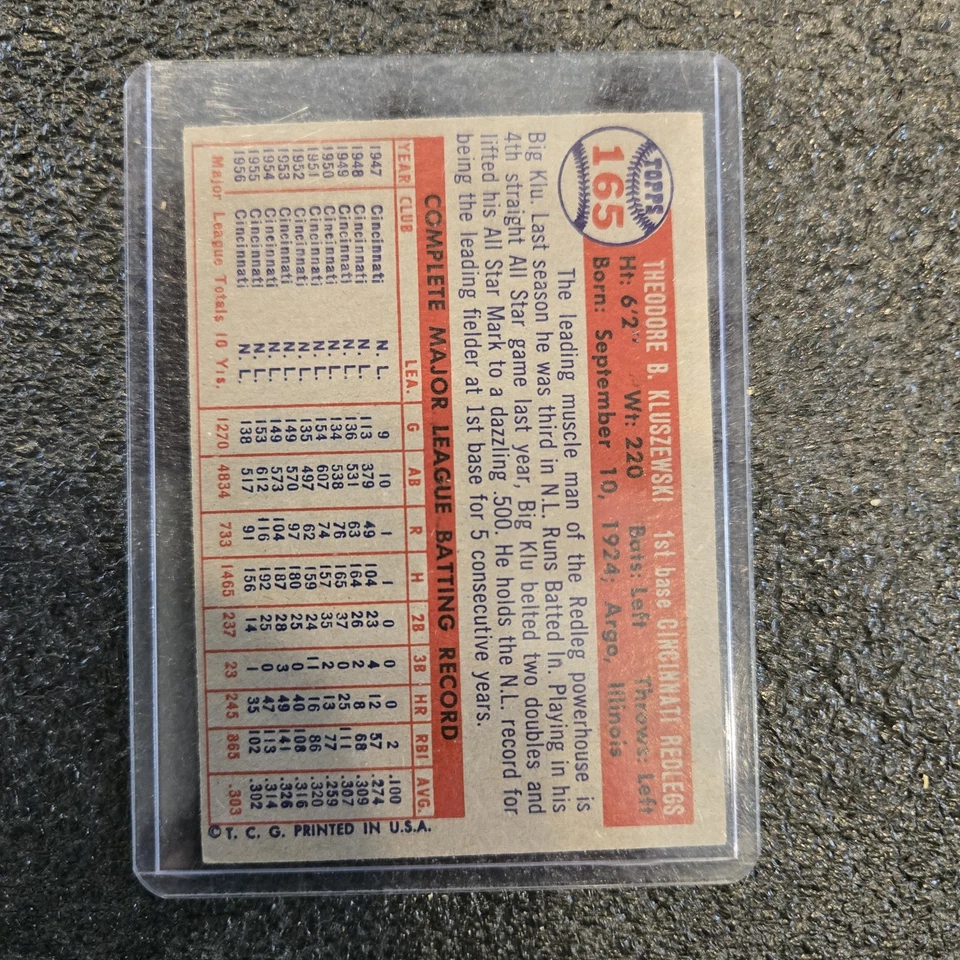 TOPPS
165
THEODORE B. KLUSZEWSKI 1st base CINCINNATI REDLEGS
Ht: 6'2" Wt: 220 Bats: Left Throws: Left
Born: September 10, 1924; Argo, Illinois
The leading muscle man of the Redleg powerhouse is
Big Klu. Last season he was third in N.L. Runs Batted In. Playing in his
4th straight All Star game last year, Big Klu belted two doubles and
lifted his All Star Mark to a dazzling .500. He holds the N.L. record for
being the leading fielder at 1st base for 5 consecutive years.
COMPLETE MAJOR LEAGUE BATTING RECORD
YEAR CLUB LEA. G AB R H 2B 3B HR RBI AVG.
1947 Cincinnati N. L. 9 10 1 1 0 0 0 2 .100
1948 Cincinnati N. L. 113 379 49 104 23 4 12 57 .274
1949 Cincinnati N. L. 136 531 63 164 26 2 8 68 .309
1950 Cincinnati N. L. 134 538 76 165 37 0 25 111 .307
1951 Cincinnati N. L. 154 607 74 157 35 2 13 77 .259
1952 Cincinnati N. L. 135 497 62 159 24 11 16 86 .320
1953 Cincinnati N. L. 149 570 97 180 25 0 40 108 .316
1954 Cincinnati N. L. 149 573 104 187 28 3 49 141 .326
1955 Cincinnati N. L. 153 612 116 192 25 0 47 113 .314
1956 Cincinnati N. L. 138 517 91 156 14 1 35 102 .302
Major League Totals 10 Yrs. 1270 4834 733 1465 237 23 245 865 .303
© T. C. G. PRINTED IN U.S.A.